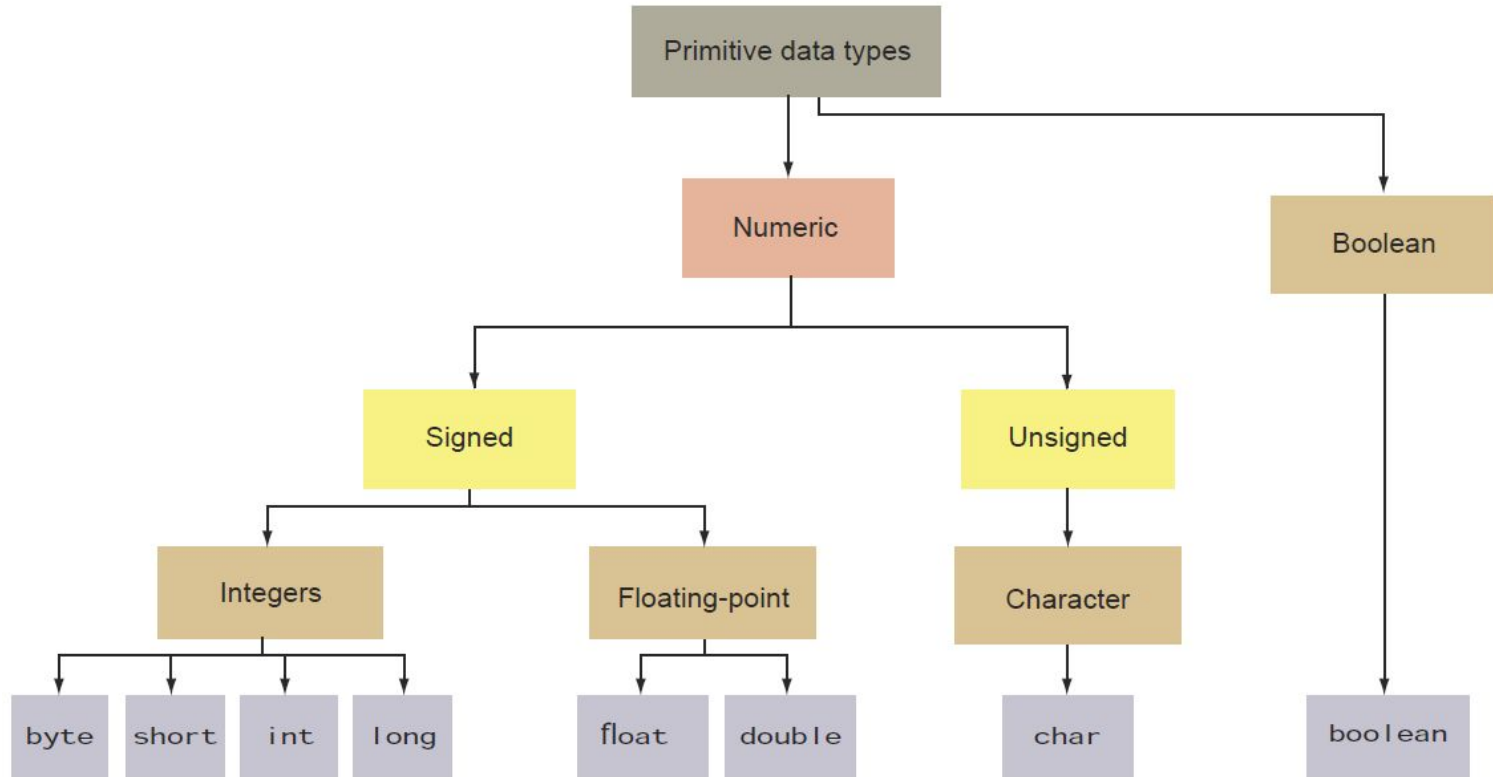 Primitive data types
Numeric
Boolean
Signed
Unsigned
Integers
Floating-point
Character
byte
short
int
long
float
double
char
boolean